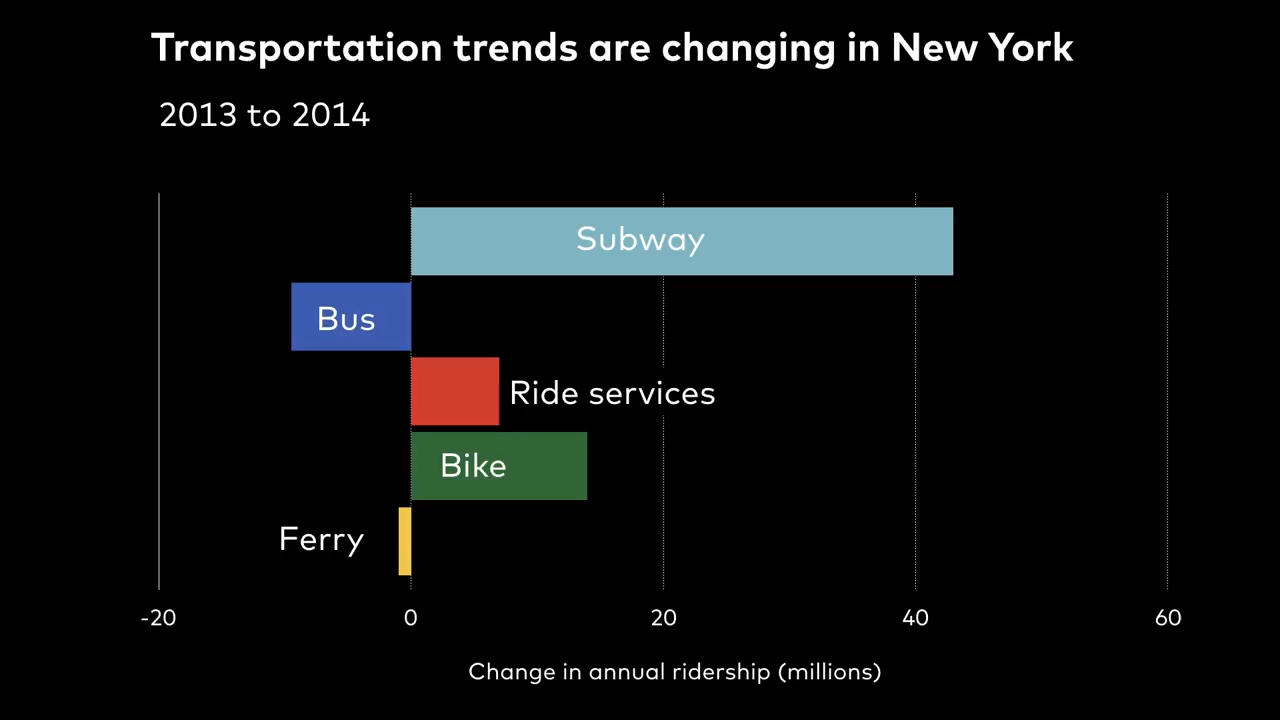 Transportation trends are changing in New York
2013 to 2014
Subway
Bus
Ride services
Bike
Ferry
-20 0 20 40 60
Change in annual ridership (millions)